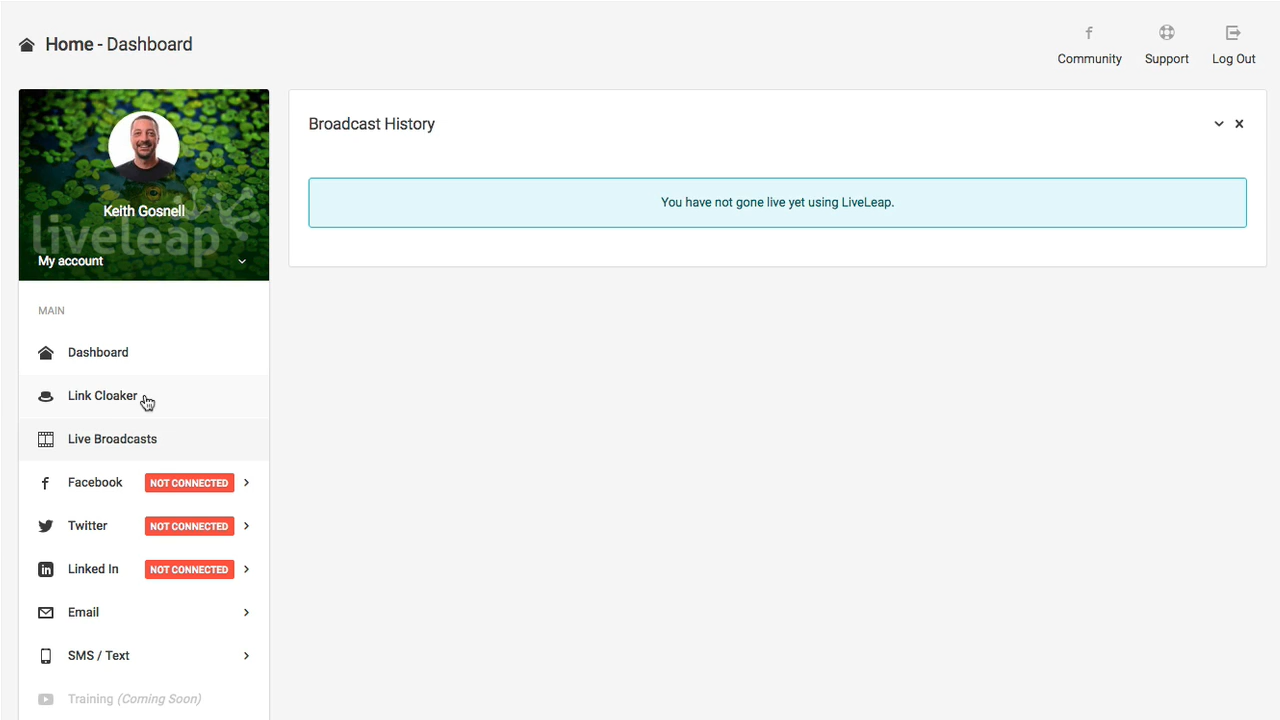 Home - Dashboard
Community
Support
Log Out
Keith Gosnell
liveleap
My account
Broadcast History
You have not gone live yet using LiveLeap.
MAIN
Dashboard
Link Cloaker
Live Broadcasts
Facebook NOT CONNECTED
Twitter NOT CONNECTED
Linked In NOT CONNECTED
Email
SMS / Text
Training (Coming Soon)